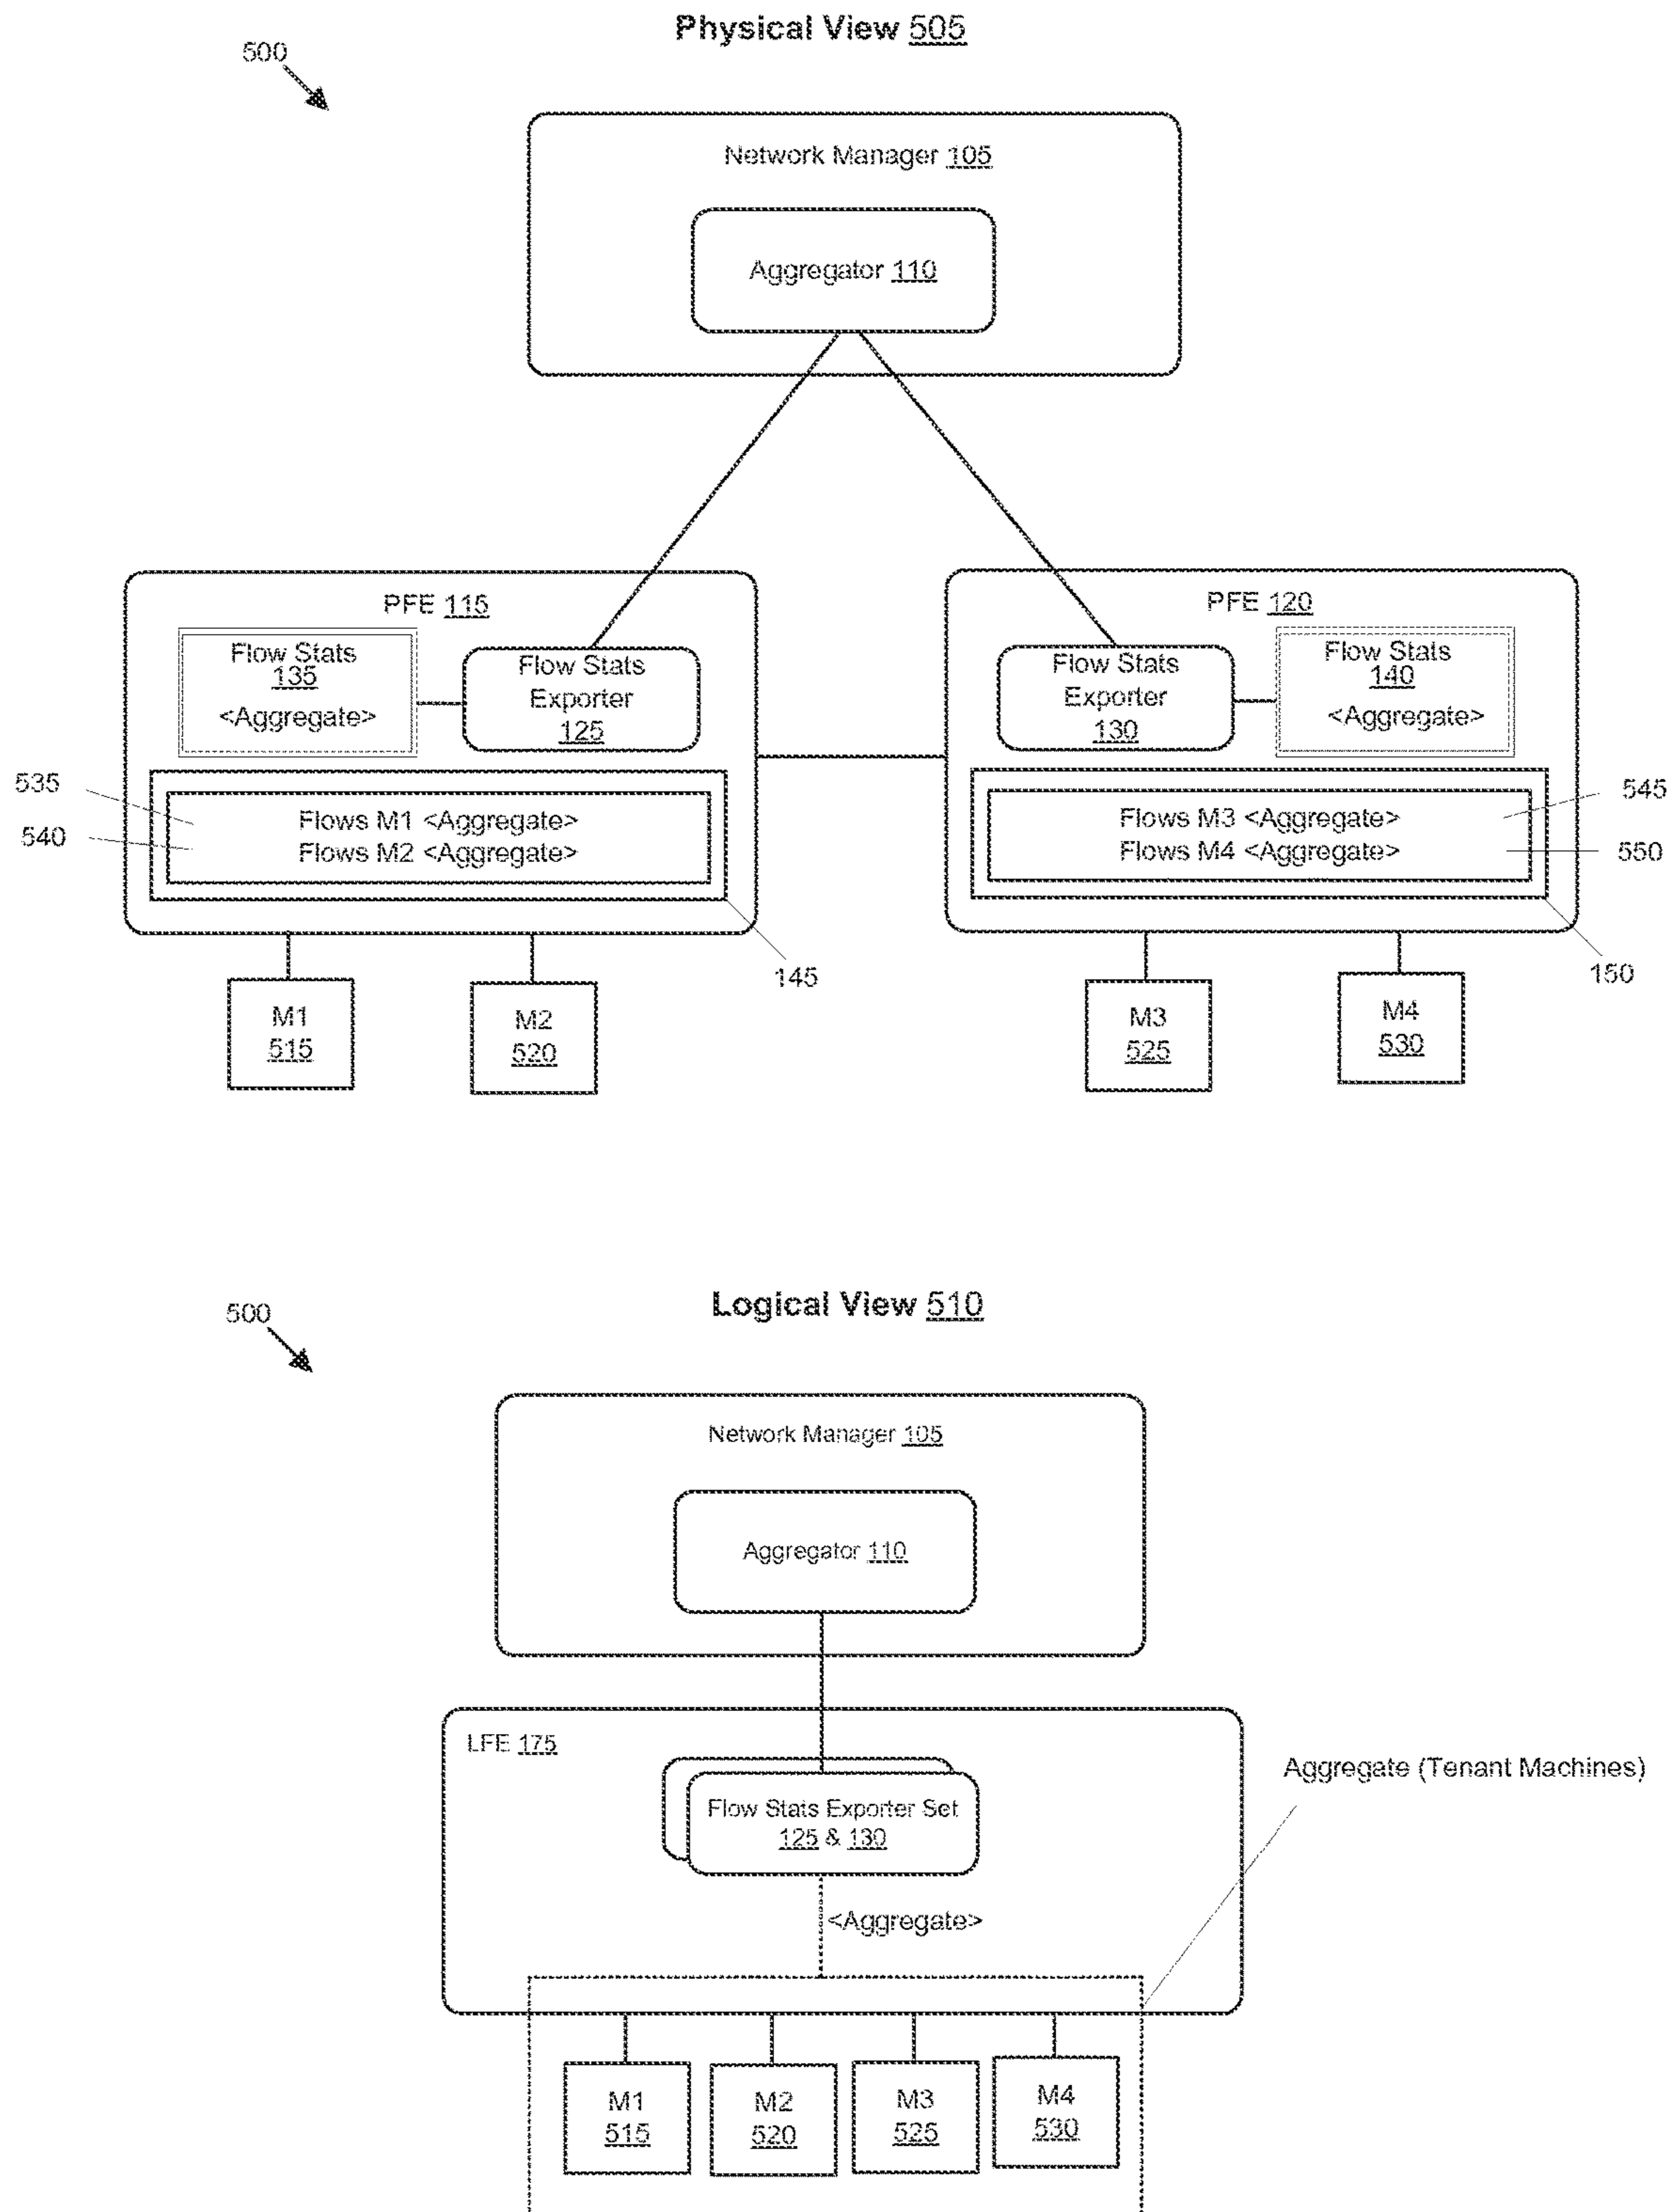 Physical View 505
500
Network Manager 105
Aggregator 110
PFE 115
Flow Stats
135
<Aggregate>
Flow Stats
Exporter
125
535
540
Flows M1 <Aggregate>
Flows M2 <Aggregate>
145
M1
515
M2
520
PFE 120
Flow Stats
Exporter
130
Flow Stats
140
<Aggregate>
Flows M3 <Aggregate>
Flows M4 <Aggregate>
545
550
150
M3
525
M4
530
Logical View 510
500
Network Manager 105
Aggregator 110
LFE 175
Flow Stats Exporter Set
125 & 130
Aggregate (Tenant Machines)
<Aggregate>
M1
515
M2
520
M3
525
M4
530